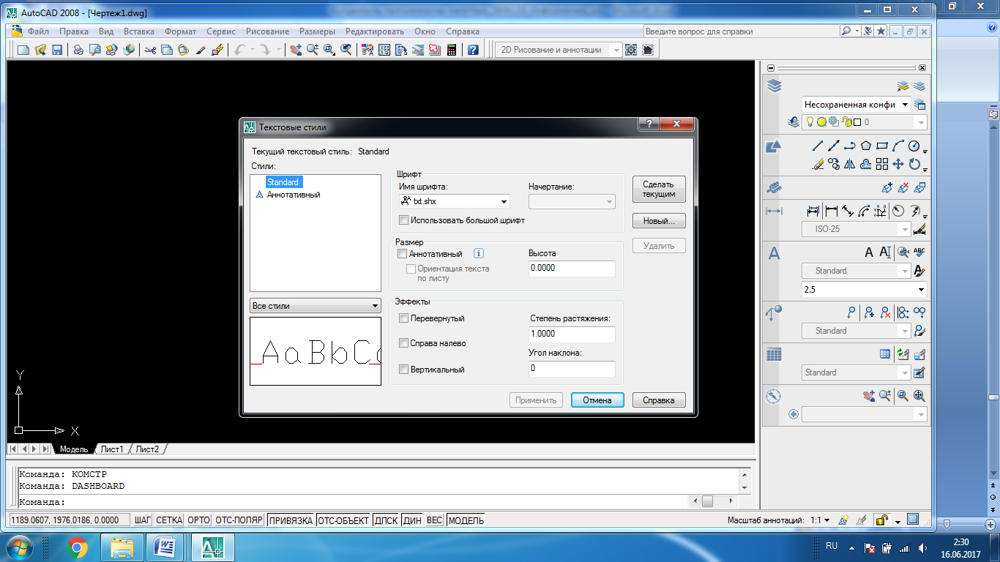 AutoCAD 2008 - [Чертеж1.dwg]
Файл Правка Вид Вставка Формат Сервис Рисование Размеры Редактировать Окно Справка
Введите вопрос для справки
2D Рисование и аннотации
Несохраненная конфи
0
ISO-25
Standard
2.5
Standard
Standard
Текстовые стили
Текущий текстовый стиль: Standard
Стили:
Standard
Аннотативный
Все стили
AaBbC
Шрифт
Имя шрифта:
txt.shx
Начертание:
Использовать большой шрифт
Размер
Аннотативный
Ориентация текста
по листу
Высота
0.0000
Эффекты
Перевернутый
Справа налево
Вертикальный
Степень растяжения:
1.0000
Угол наклона:
0
Сделать
текущим
Новый...
Удалить
Применить
Отмена
Справка
Y
X
Модель Лист1 Лист2
Команда: КОМСТР
Команда: DASHBOARD
Команда:
1189.0607, 1976.0186, 0.0000 ШАГ СЕТКА ОРТО ОТС-ПОЛЯР ПРИВЯЗКА ОТС-ОБЪЕКТ ДПСК ДИН ВЕС МОДЕЛЬ
Масштаб аннотаций: 1:1
RU
2:30
16.06.2017